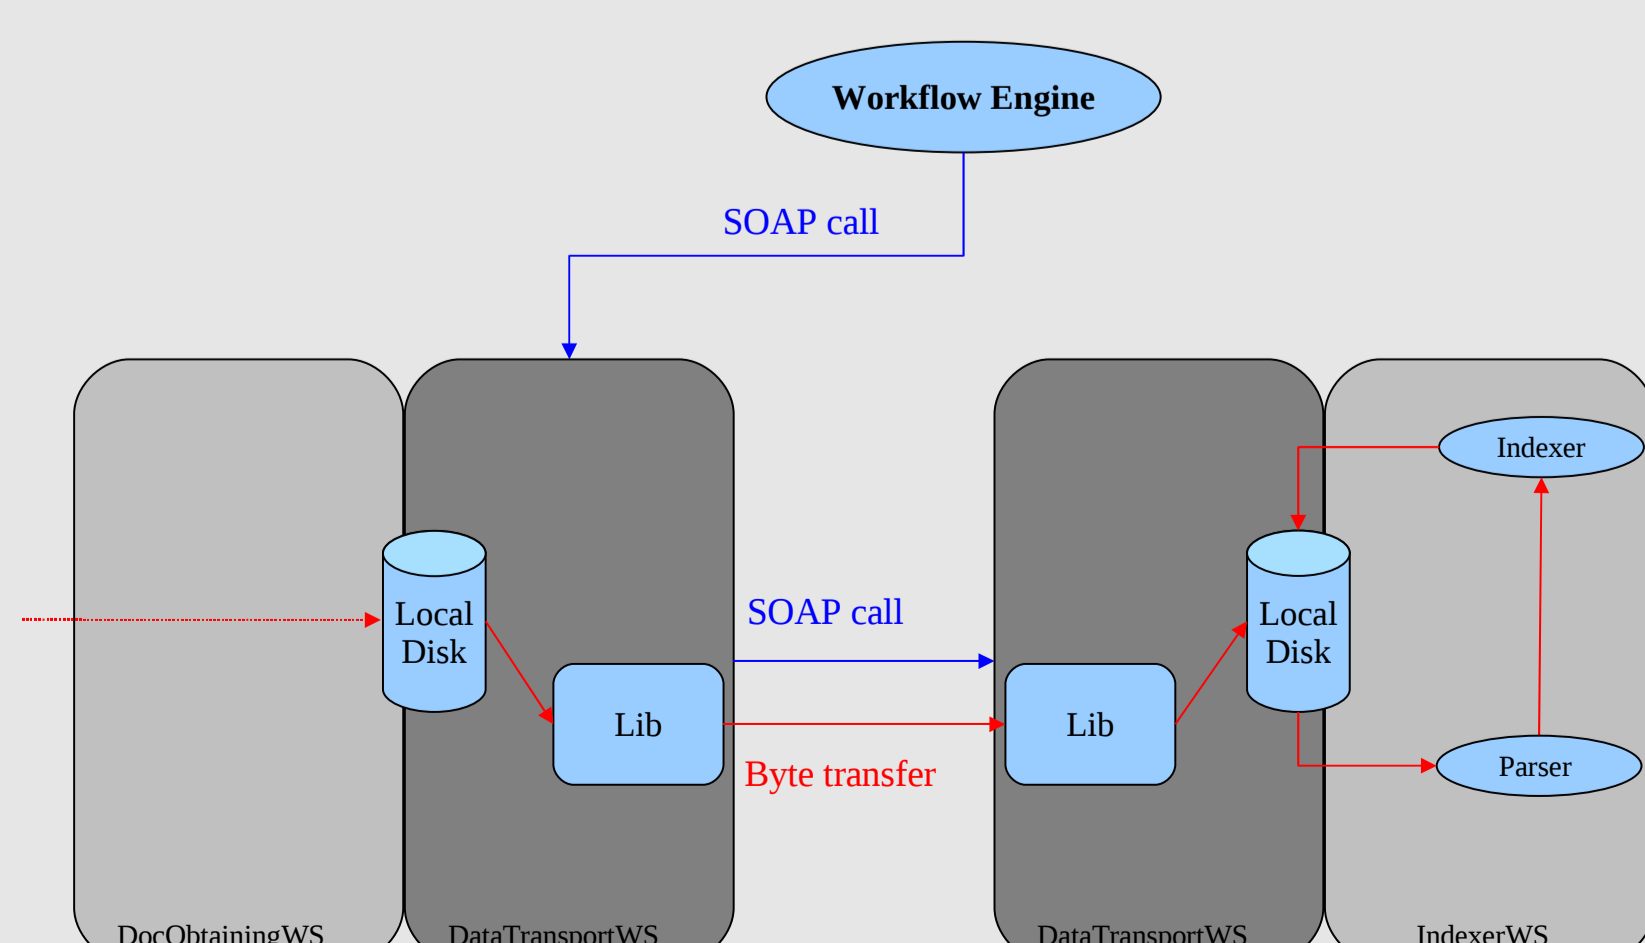 Workflow Engine
SOAP call
Indexer
Local
Disk
Local
Disk
SOAP call
Lib
Lib
Byte transfer
Parser
DocObtainingWS
DataTransportWS
DataTransportWS
IndexerWS